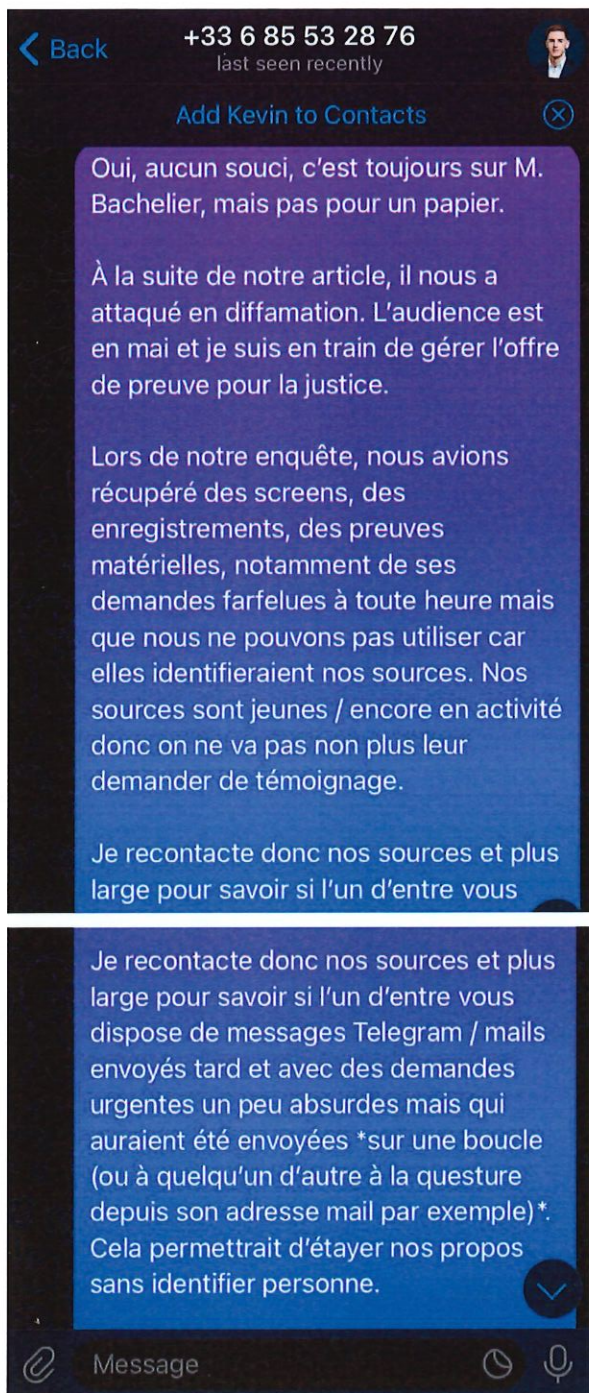 Back
+33 6 85 53 28 76
last seen recently
Add Kevin to Contacts
Oui, aucun souci, c'est toujours sur M.
Bachelier, mais pas pour un papier.
À la suite de notre article, il nous a
attaqué en diffamation. L'audience est
en mai et je suis en train de gérer l'offre
de preuve pour la justice.
Lors de notre enquête, nous avions
récupéré des screens, des
enregistrements, des preuves
matérielles, notamment de ses
demandes farfelues à toute heure mais
que nous ne pouvons pas utiliser car
elles identifieraient nos sources. Nos
sources sont jeunes / encore en activité
donc on ne va pas non plus leur
demander de témoignage.
Je recontacte donc nos sources et plus
large pour savoir si l'un d'entre vous
Je recontacte donc nos sources et plus
large pour savoir si l'un d'entre vous
dispose de messages Telegram / mails
envoyés tard et avec des demandes
urgentes un peu absurdes mais qui
auraient été envoyées *sur une boucle
(ou à quelqu'un d'autre à la questure
depuis son adresse mail par exemple)*.
Cela permettrait d'étayer nos propos
sans identifier personne.
Message